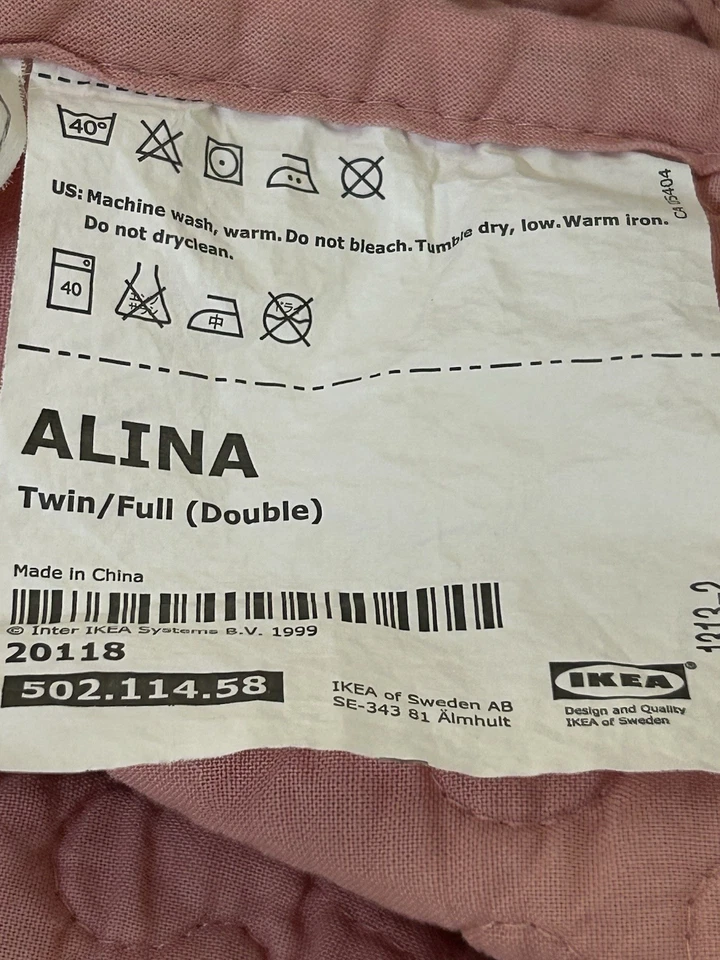 40°
CA 05404
US: Machine wash, warm. Do not bleach. Tumble dry, low. Warm iron.
Do not dryclean.
40
中
ALINA
Twin/Full (Double)
Made in China
© Inter IKEA Systems B.V. 1999
20118
502.114.58
IKEA of Sweden AB
SE-343 81 Älmhult
IKEA®
Design and Quality
IKEA of Sweden